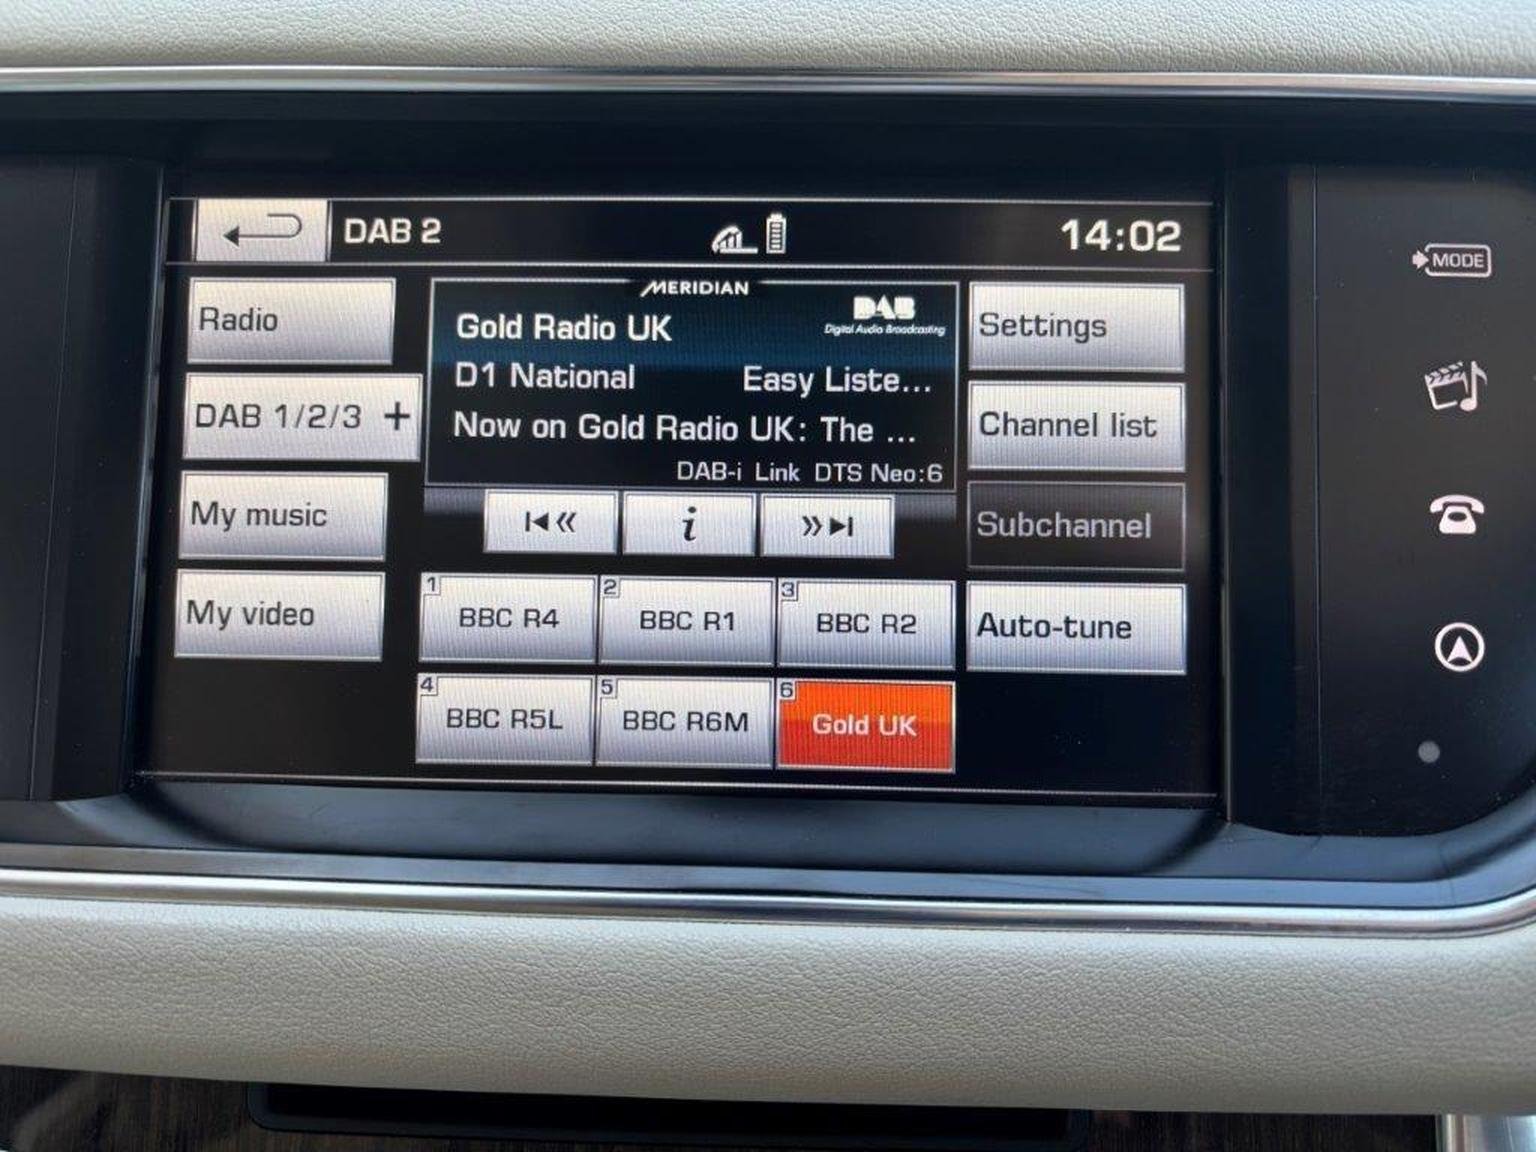 DAB 2
14:02
MODE
Radio
DAB 1/2/3 +
My music
My video
MERIDIAN
DAB
Digital Audio Broadcasting
Gold Radio UK
D1 National Easy Liste...
Now on Gold Radio UK: The ...
DAB-i Link DTS Neo:6
i
1 BBC R4
2 BBC R1
3 BBC R2
4 BBC R5L
5 BBC R6M
6 Gold UK
Settings
Channel list
Subchannel
Auto-tune